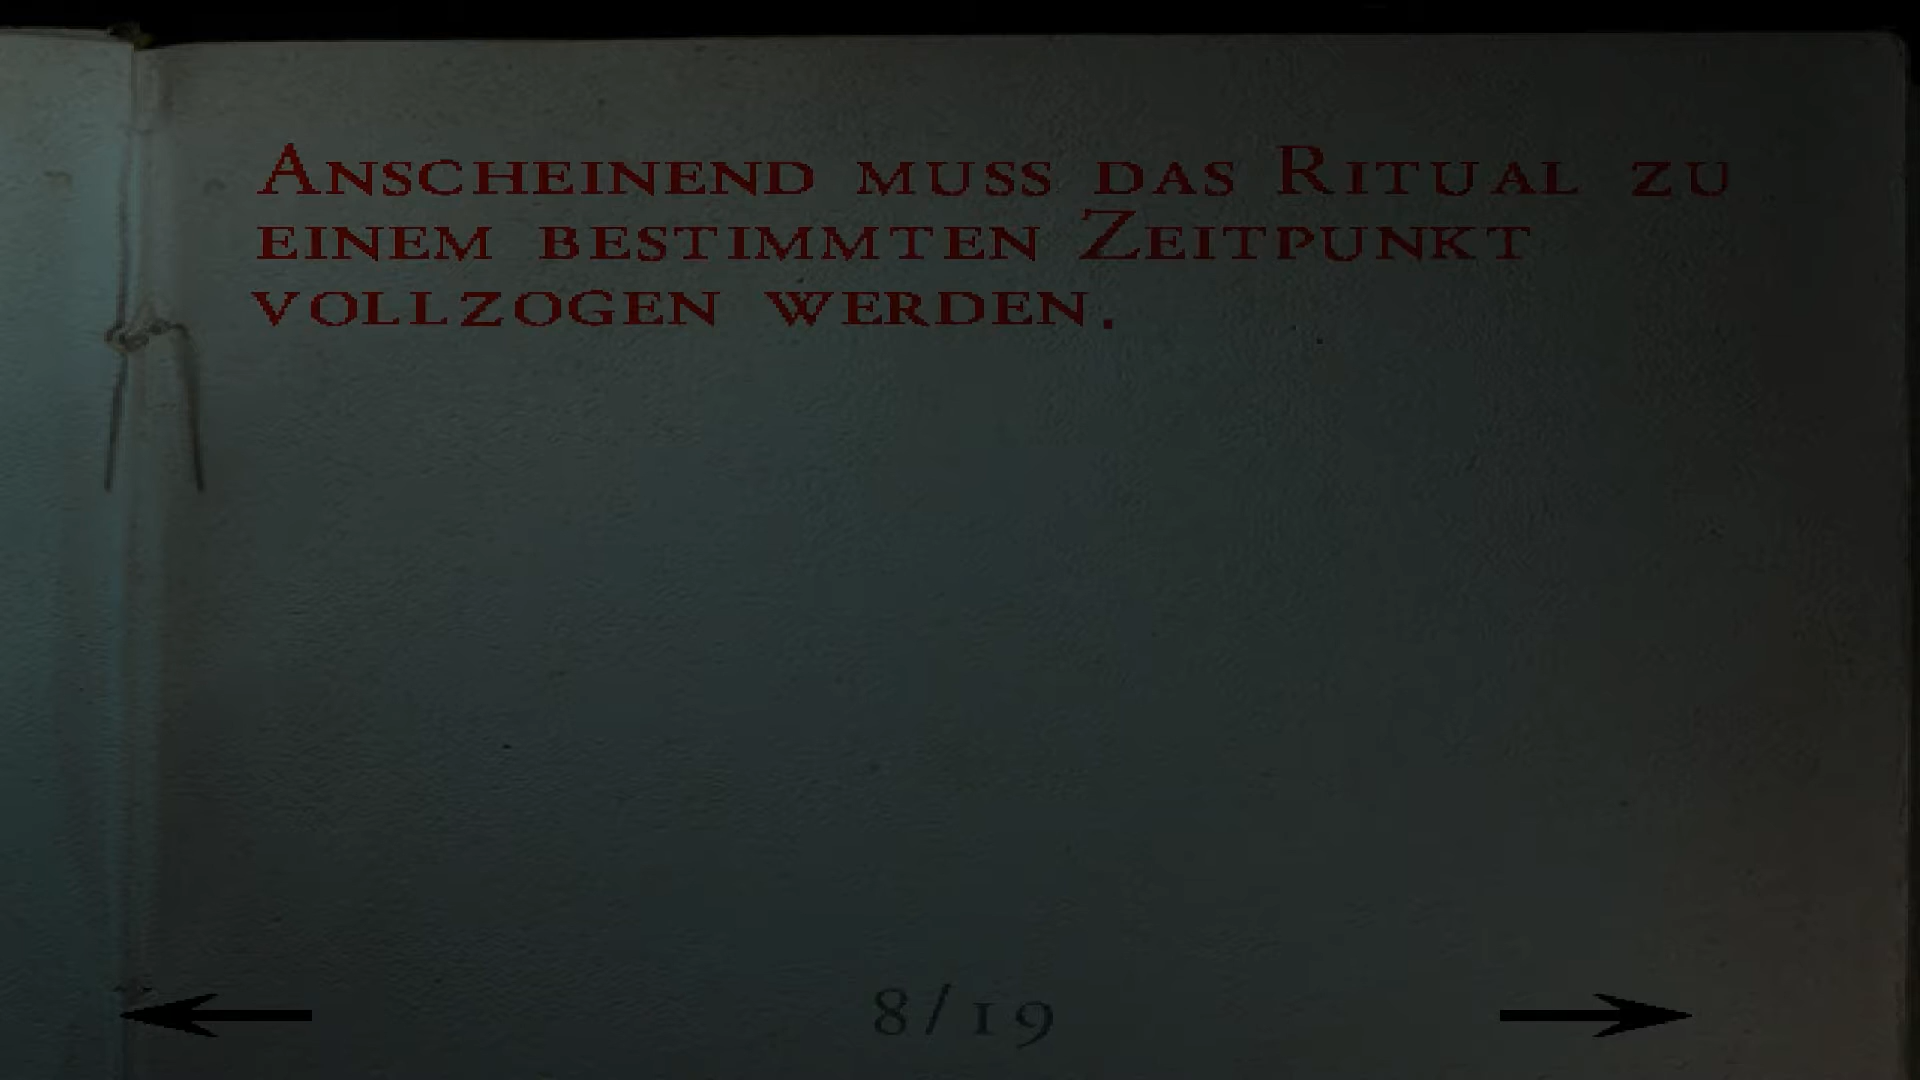 Anscheinend muss das Ritual zu
einem bestimmten Zeitpunkt
vollzogen werden.
8/19